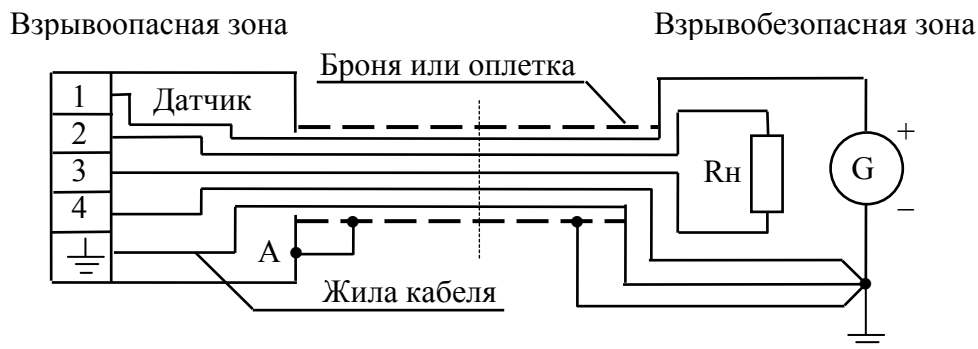 Взрывоопасная зона
Взрывобезопасная зона
Броня или оплетка
1
Датчик
2
3
4
Rн
G
+
−
А
Жила кабеля